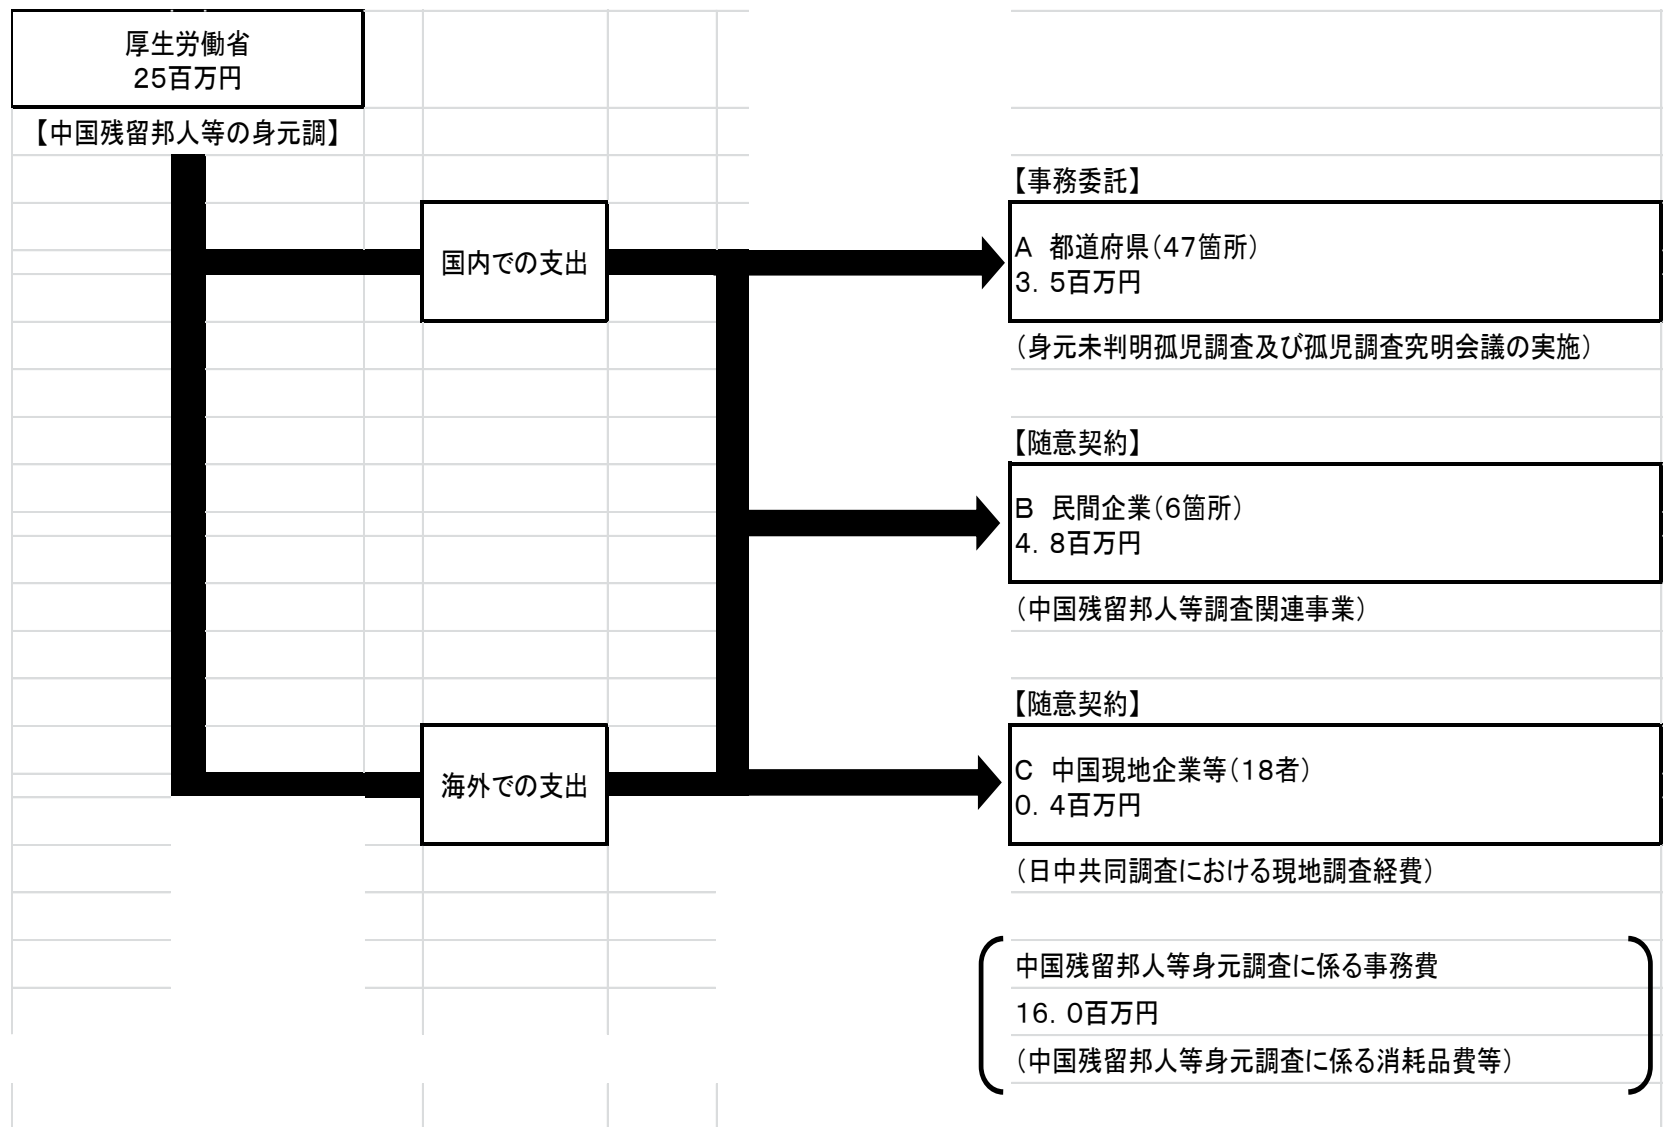 厚生労働省
25百万円
【中国残留邦人等の身元調】
【事務委託】
国内での支出
A 都道府県（47箇所）
3．5百万円
（身元未判明孤児調査及び孤児調査究明会議の実施）
【随意契約】
B 民間企業（6箇所）
4．8百万円
（中国残留邦人等調査関連事業）
【随意契約】
海外での支出
C 中国現地企業等（18者）
0．4百万円
（日中共同調査における現地調査経費）
中国残留邦人等身元調査に係る事務費
16．0百万円
（中国残留邦人等身元調査に係る消耗品費等）